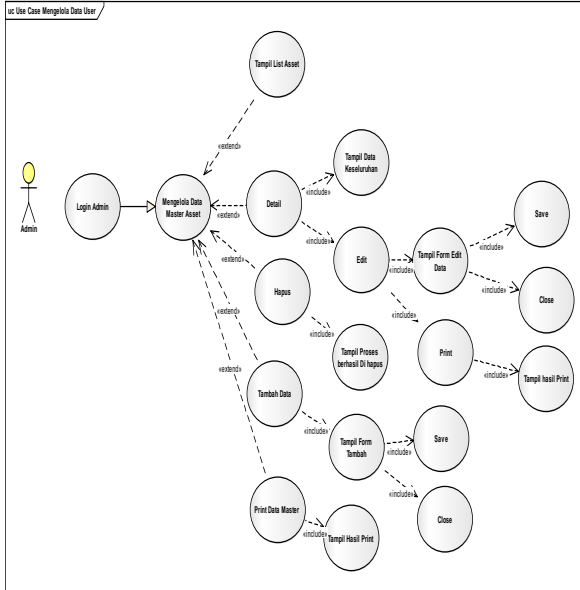 uc Use Case Mengelola Data User
Tampil List Asset
«extend»
Admin
Login Admin
Mengelola Data
Master Asset
«extend»
Detail
«include»
Tampil Data
Keseluruhan
«include»
Edit
«include»
Tampil Form Edit
Data
«include»
Save
«include»
Close
«include»
Print
«include»
Tampil hasil Print
«extend»
Hapus
«include»
Tampil Proses
berhasil Di hapus
«extend»
Tambah Data
«include»
Tampil Form
Tambah
«include»
Save
«include»
Close
«extend»
Print Data Master
«include»
Tampil Hasil Print